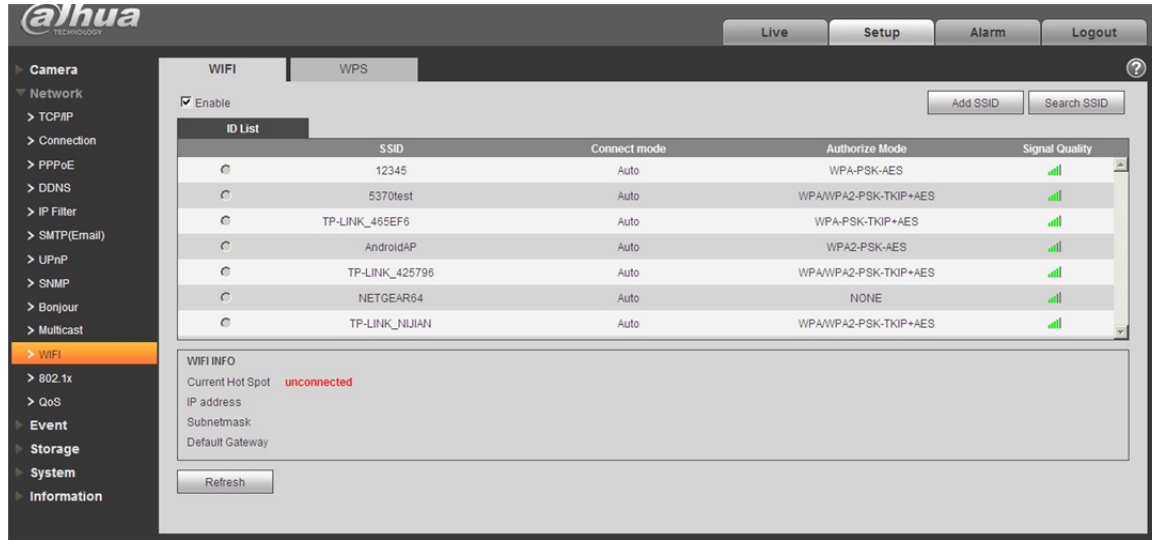 alhua
TECHNOLOGY
Live Setup Alarm Logout
Camera
Network
> TCP/IP
> Connection
> PPPoE
> DDNS
> IP Filter
> SMTP(Email)
> UPnP
> SNMP
> Bonjour
> Multicast
> WIFI
> 802.1x
> QoS
Event
Storage
System
Information
WIFI WPS
?
Enable Add SSID Search SSID
ID List
SSID Connect mode Authorize Mode Signal Quality
12345 Auto WPA-PSK-AES
5370test Auto WPA/WPA2-PSK-TKIP+AES
TP-LINK_465EF6 Auto WPA-PSK-TKIP+AES
AndroidAP Auto WPA2-PSK-AES
TP-LINK_425796 Auto WPA/WPA2-PSK-TKIP+AES
NETGEAR64 Auto NONE
TP-LINK_NIJIAN Auto WPA/WPA2-PSK-TKIP+AES
WIFI INFO
Current Hot Spot unconnected
IP address
Subnetmask
Default Gateway
Refresh